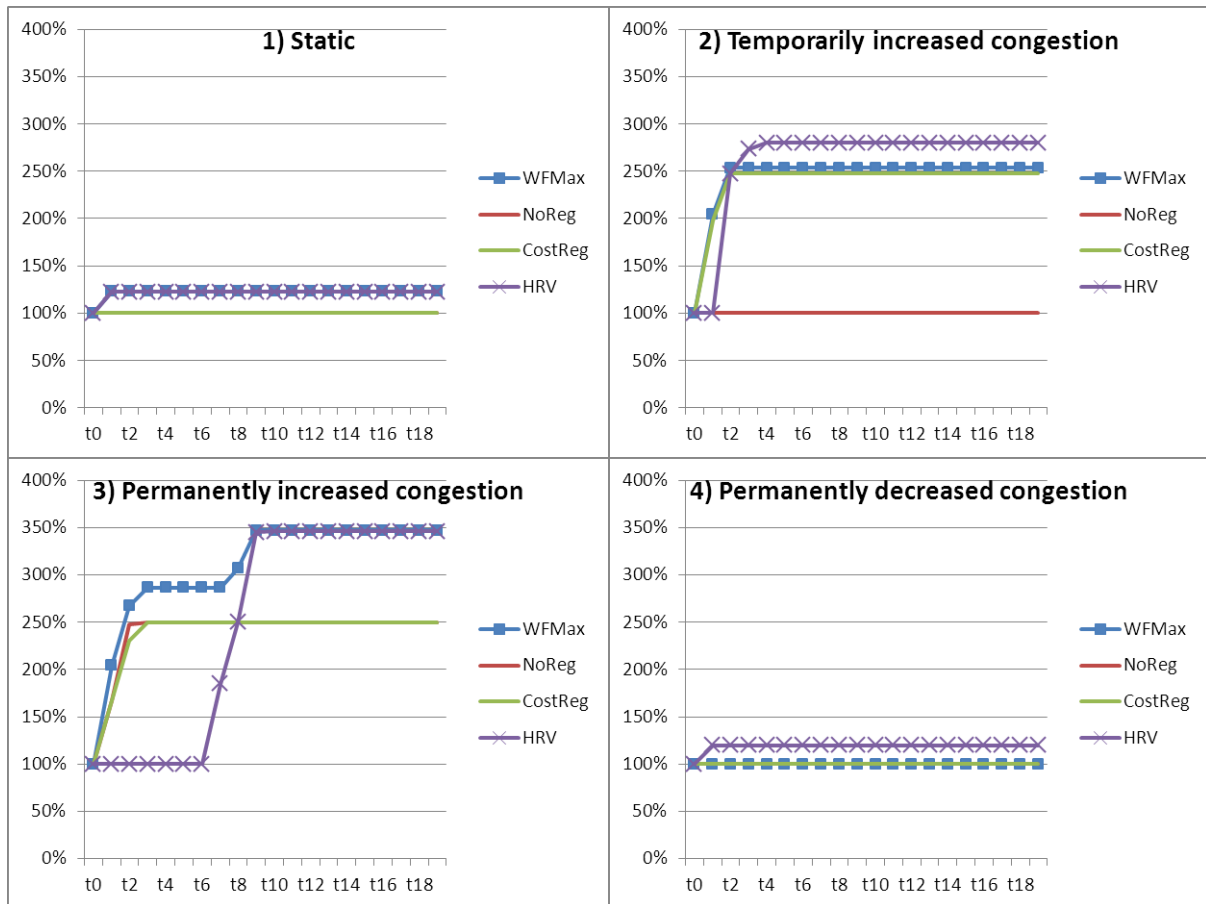 1) Static
400%
350%
300%
250%
200%
150%
100%
50%
0%
t0 t2 t4 t6 t8 t10 t12 t14 t16 t18
WFMax
NoReg
CostReg
HRV
2) Temporarily increased congestion
400%
350%
300%
250%
200%
150%
100%
50%
0%
t0 t2 t4 t6 t8 t10 t12 t14 t16 t18
WFMax
NoReg
CostReg
HRV
3) Permanently increased congestion
400%
350%
300%
250%
200%
150%
100%
50%
0%
t0 t2 t4 t6 t8 t10 t12 t14 t16 t18
WFMax
NoReg
CostReg
HRV
4) Permanently decreased congestion
400%
350%
300%
250%
200%
150%
100%
50%
0%
t0 t2 t4 t6 t8 t10 t12 t14 t16 t18
WFMax
NoReg
CostReg
HRV